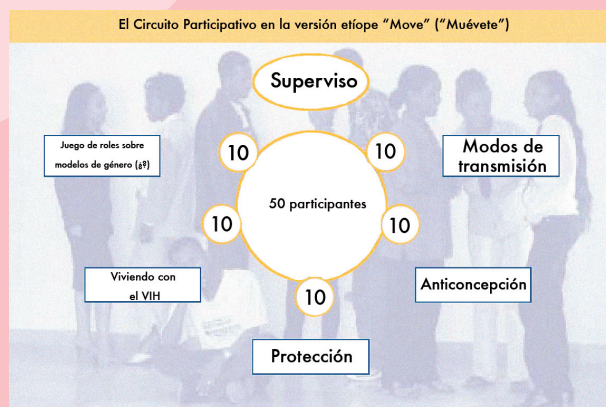 El Circuito Participativo en la versión etíope “Move” (“Muévete”)
Superviso
Juego de roles sobre
modelos de género (¿?)
10
10
Modos de
transmisión
50 participantes
10
10
Viviendo con
el VIH
10
Anticoncepción
Protección